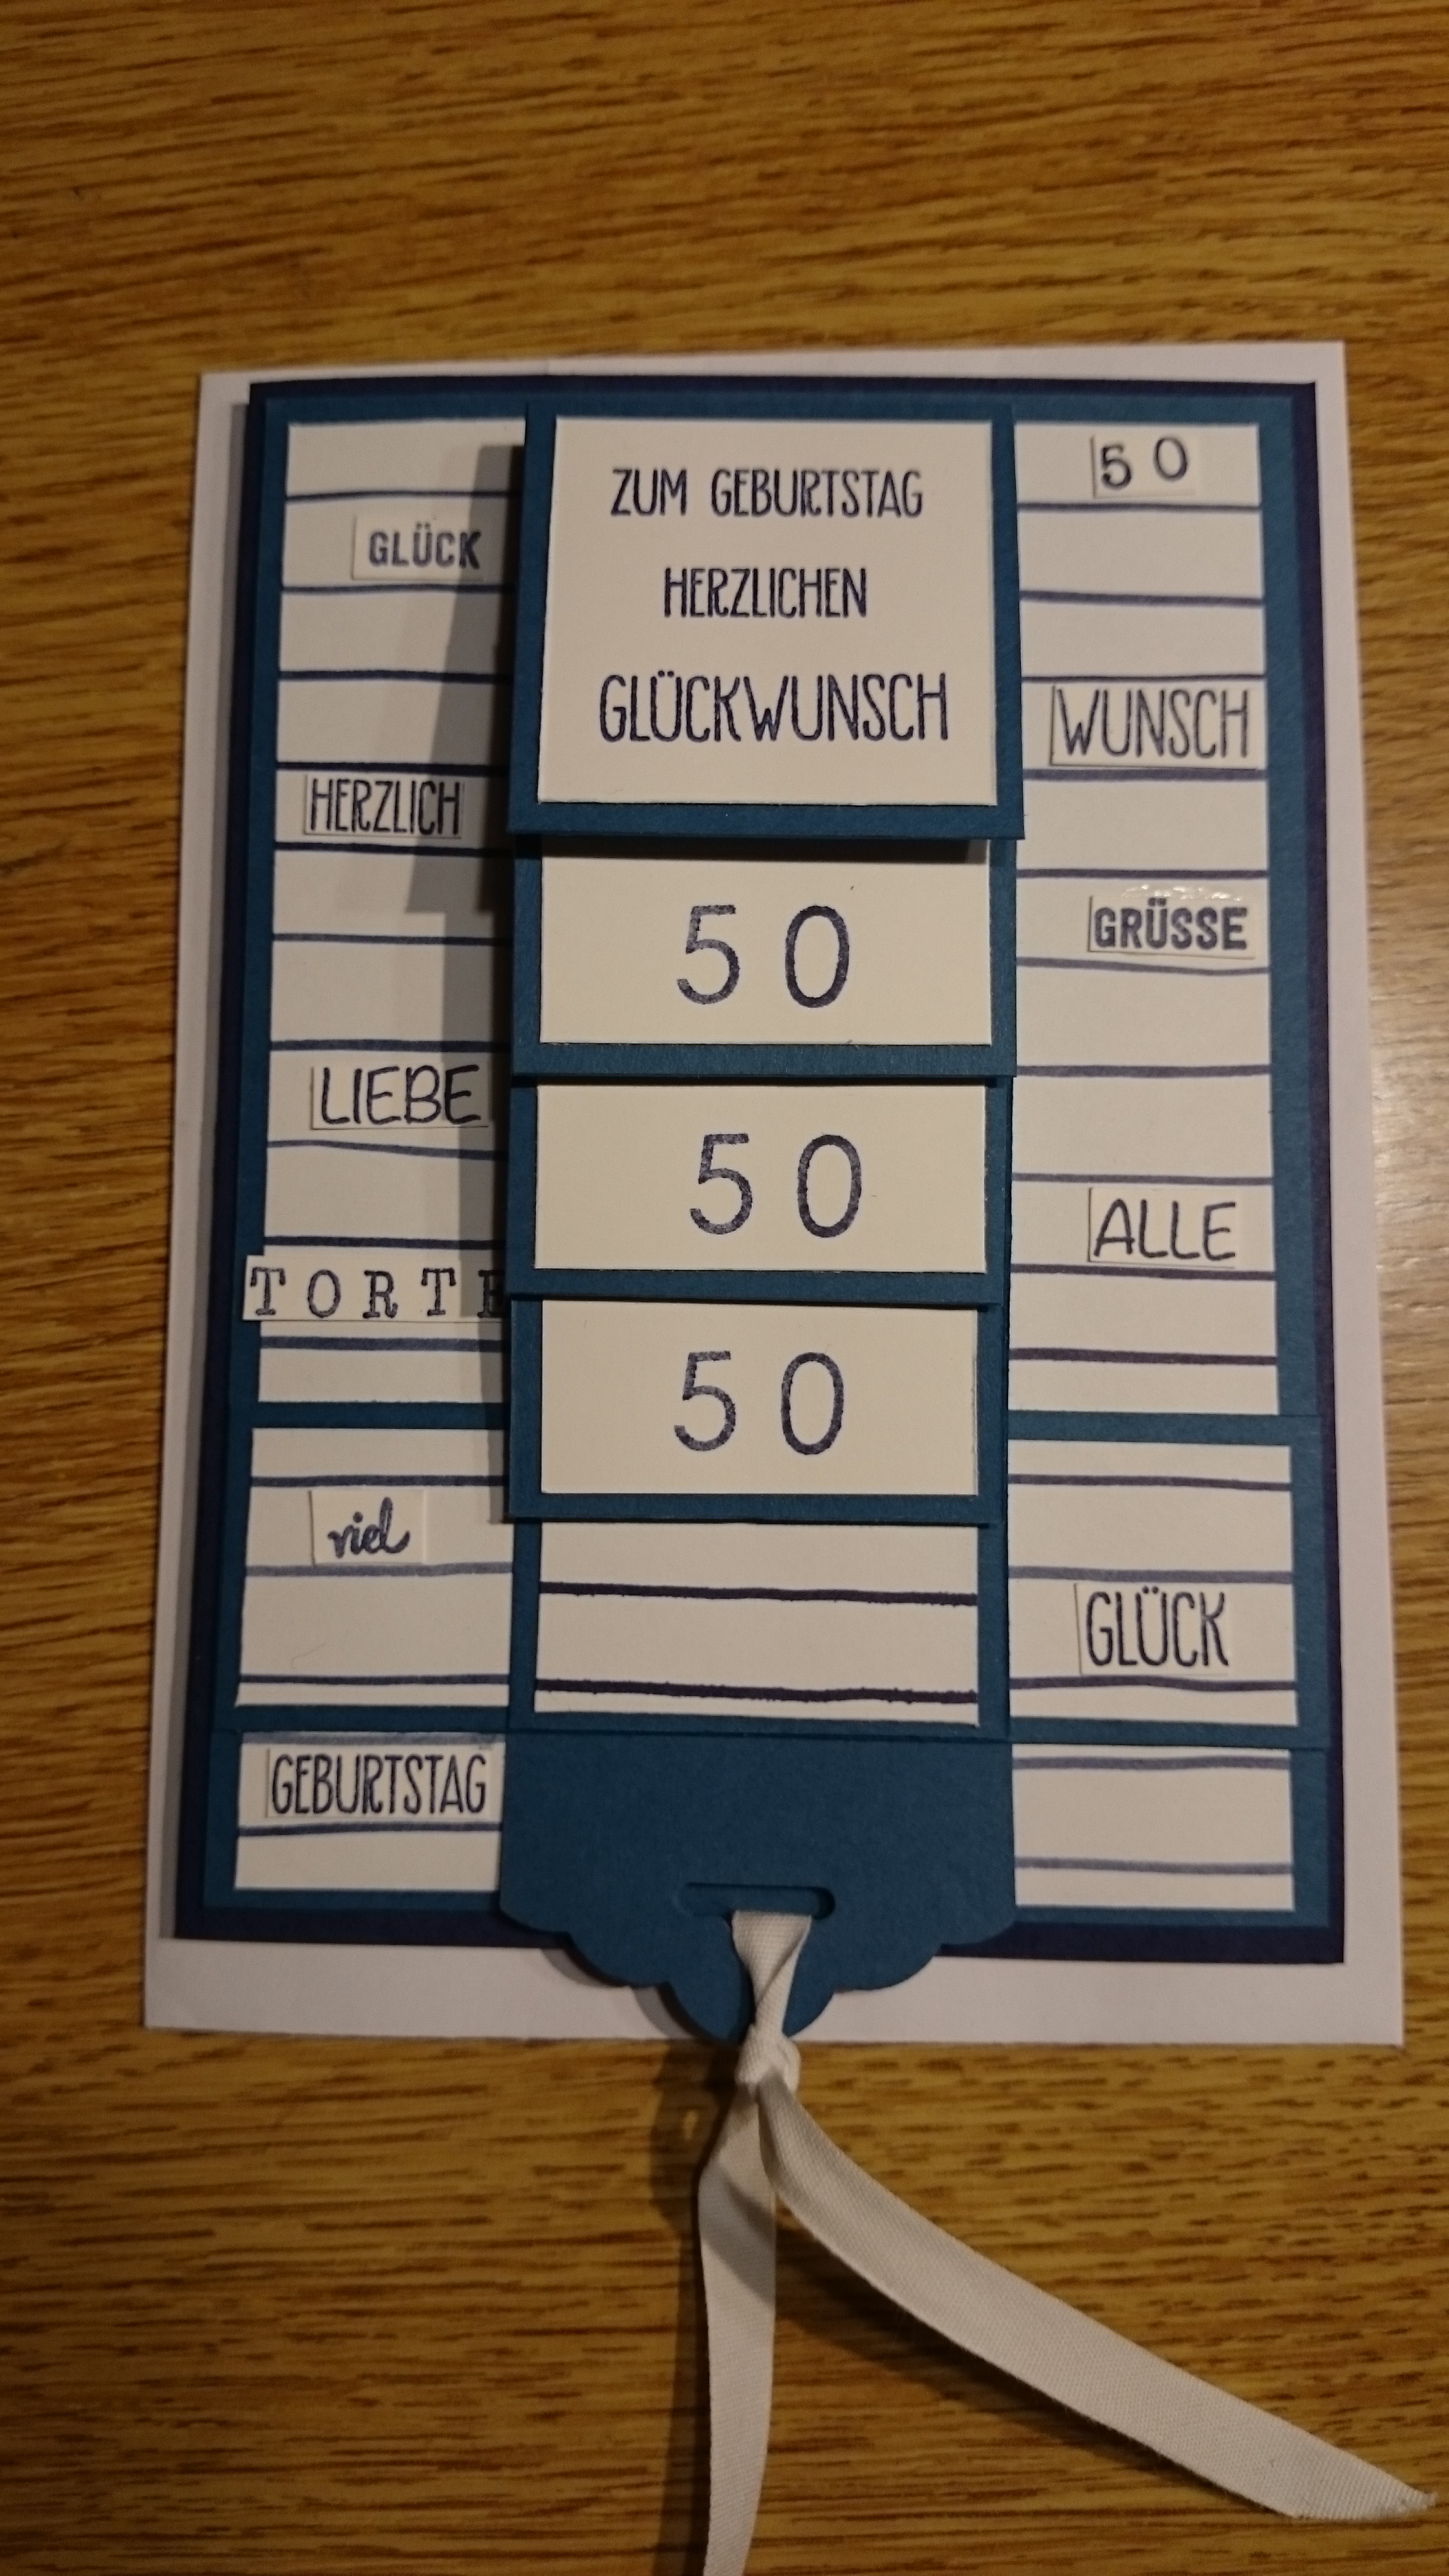 GLÜCK
HERZLICH
LIEBE
TORTE
viel
GEBURTSTAG
ZUM GEBURTSTAG
HERZLICHEN
GLÜCKWUNSCH
50
50
50
50
WUNSCH
GRÜSSE
ALLE
GLÜCK